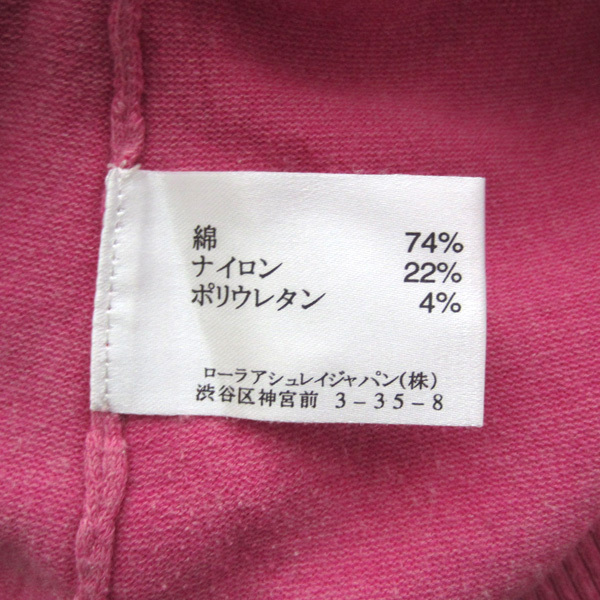 綿 74%
ナイロン 22%
ポリウレタン 4%
ローラアシュレイジャパン(株)
渋谷区神宮前 3-35-8